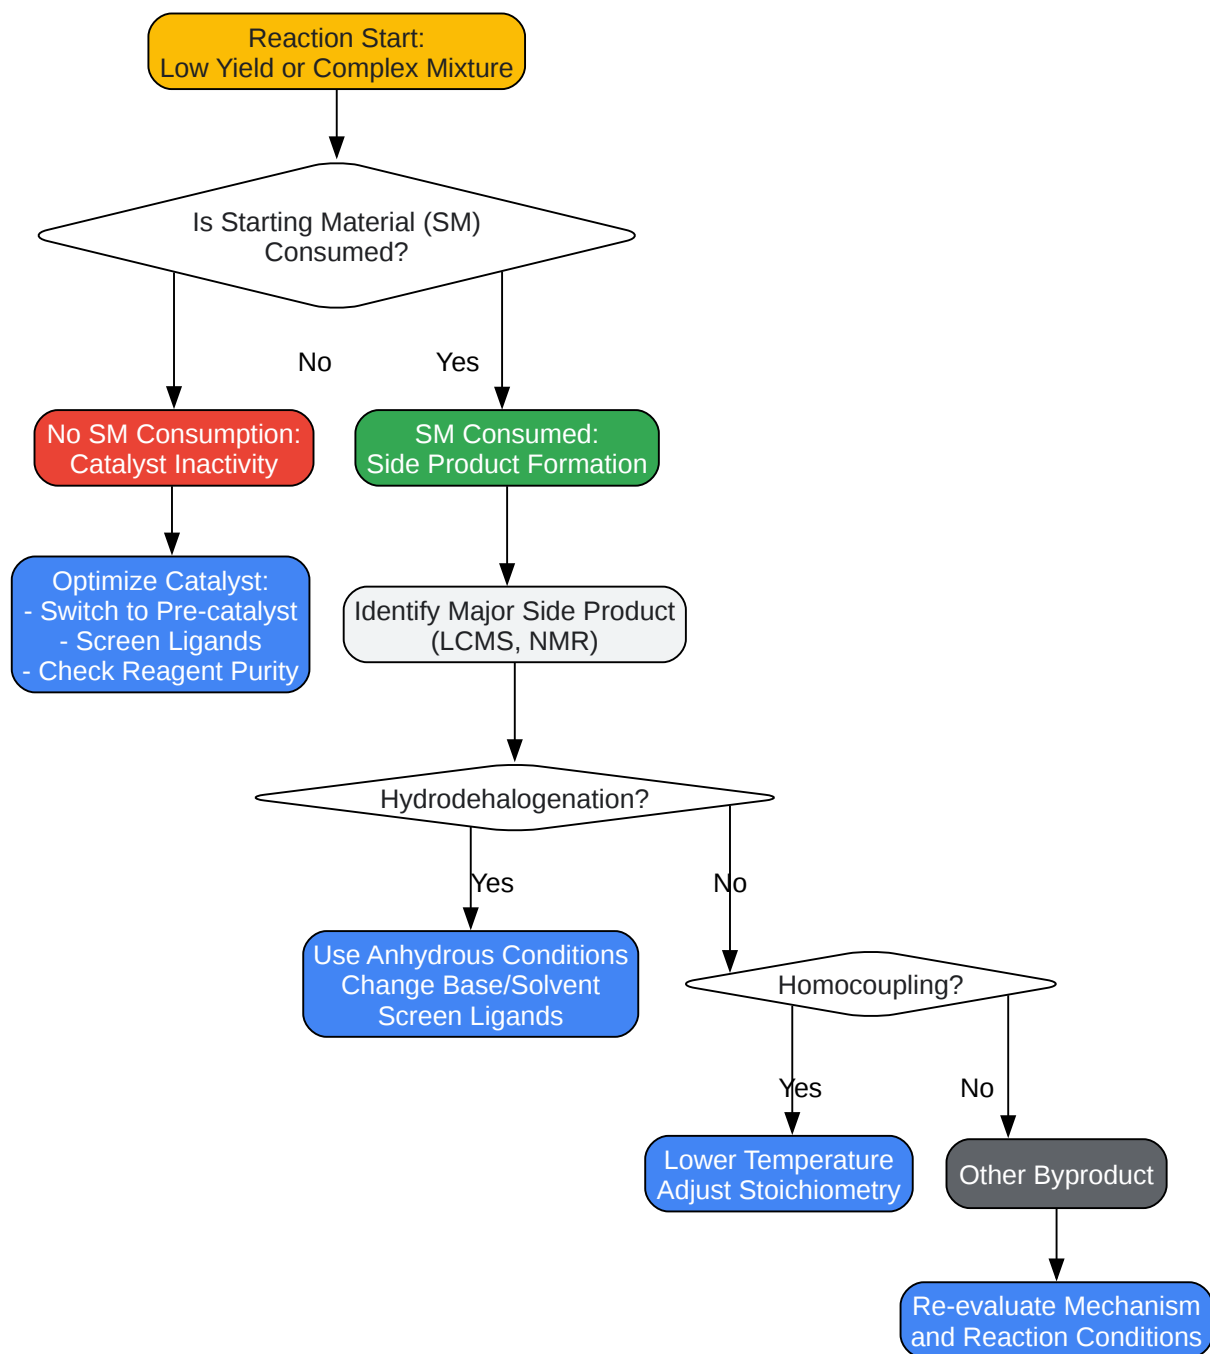 Reaction Start:
Low Yield or Complex Mixture
Is Starting Material (SM)
Consumed?
No
Yes
No SM Consumption:
Catalyst Inactivity
SM Consumed:
Side Product Formation
Optimize Catalyst:
- Switch to Pre-catalyst
- Screen Ligands
- Check Reagent Purity
Identify Major Side Product
(LCMS, NMR)
Hydrodehalogenation?
Yes
No
Use Anhydrous Conditions
Change Base/Solvent
Screen Ligands
Homocoupling?
Yes
No
Lower Temperature
Adjust Stoichiometry
Other Byproduct
Re-evaluate Mechanism
and Reaction Conditions